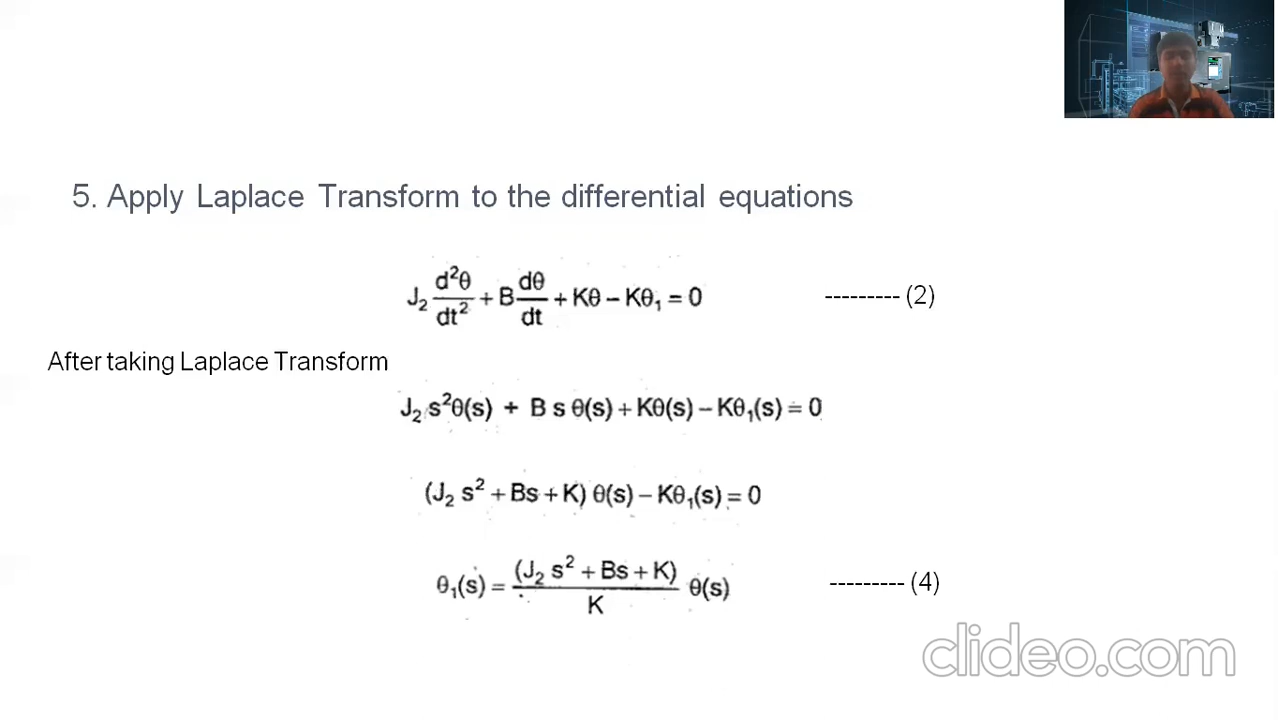 5. Apply Laplace Transform to the differential equations
J₂ d²θ/dt² + B dθ/dt + Kθ – Kθ₁ = 0 --------- (2)
After taking Laplace Transform
J₂ s²θ(s) + B s θ(s) + Kθ(s) – Kθ₁(s) = 0
(J₂ s² + Bs + K) θ(s) – Kθ₁(s) = 0
θ₁(s) = (J₂ s² + Bs + K)/K θ(s) --------- (4)
clideo.com